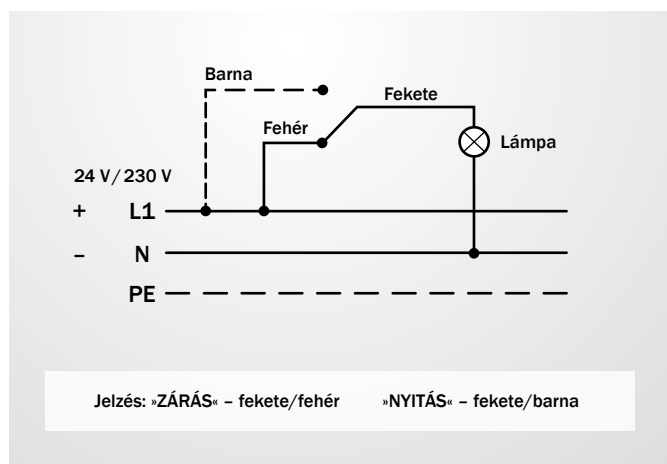 Barna
Fekete
Fehér
Lámpa
24 V/230 V
+ L1
– N
PE
Jelzés: »ZÁRÁS« – fekete/fehér »NYITÁS« – fekete/barna